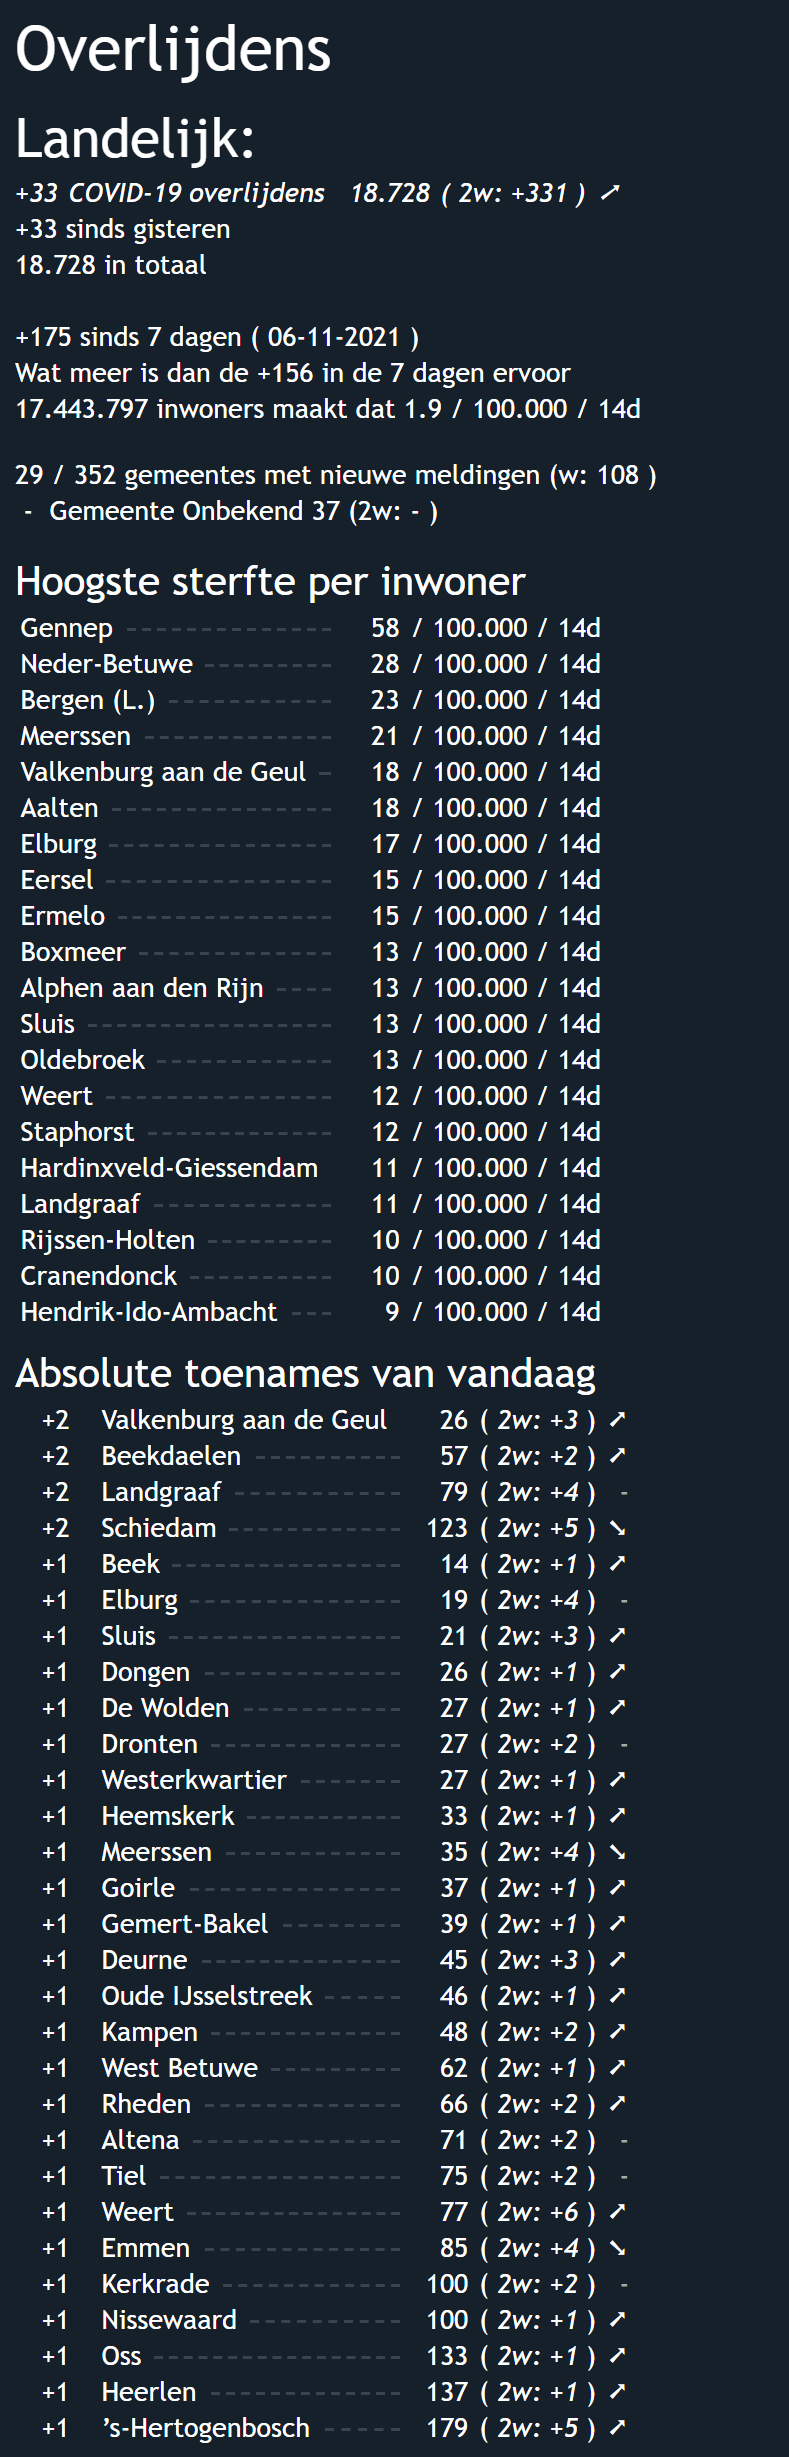 Overlijdens
Landelijk:
+33 COVID-19 overlijdens 18.728 ( 2w: +331 ) ➚
+33 sinds gisteren
18.728 in totaal
+175 sinds 7 dagen ( 06-11-2021 )
Wat meer is dan de +156 in de 7 dagen ervoor
17.443.797 inwoners maakt dat 1.9 / 100.000 / 14d
29 / 352 gemeentes met nieuwe meldingen (w: 108 )
- Gemeente Onbekend 37 (2w: - )
Hoogste sterfte per inwoner
Gennep -------------- 58 / 100.000 / 14d
Neder-Betuwe --------- 28 / 100.000 / 14d
Bergen (L.) ----------- 23 / 100.000 / 14d
Meerssen ------------- 21 / 100.000 / 14d
Valkenburg aan de Geul - 18 / 100.000 / 14d
Aalten --------------- 18 / 100.000 / 14d
Elburg --------------- 17 / 100.000 / 14d
Eersel --------------- 15 / 100.000 / 14d
Ermelo --------------- 15 / 100.000 / 14d
Boxmeer ------------- 13 / 100.000 / 14d
Alphen aan den Rijn ---- 13 / 100.000 / 14d
Sluis ----------------- 13 / 100.000 / 14d
Oldebroek ------------ 13 / 100.000 / 14d
Weert --------------- 12 / 100.000 / 14d
Staphorst ------------- 12 / 100.000 / 14d
Hardinxveld-Giessendam 11 / 100.000 / 14d
Landgraaf ------------ 11 / 100.000 / 14d
Rijssen-Holten --------- 10 / 100.000 / 14d
Cranendonck ---------- 10 / 100.000 / 14d
Hendrik-Ido-Ambacht --- 9 / 100.000 / 14d
Absolute toenames van vandaag
+2 Valkenburg aan de Geul 26 ( 2w: +3 ) ➚
+2 Beekdaelen ---------- 57 ( 2w: +2 ) ➚
+2 Landgraaf ------------ 79 ( 2w: +4 ) -
+2 Schiedam ------------ 123 ( 2w: +5 ) ➘
+1 Beek ---------------- 14 ( 2w: +1 ) ➚
+1 Elburg --------------- 19 ( 2w: +4 ) -
+1 Sluis ---------------- 21 ( 2w: +3 ) ➚
+1 Dongen -------------- 26 ( 2w: +1 ) ➚
+1 De Wolden ----------- 27 ( 2w: +1 ) ➚
+1 Dronten ------------- 27 ( 2w: +2 ) -
+1 Westerkwartier ------- 27 ( 2w: +1 ) ➚
+1 Heemskerk ----------- 33 ( 2w: +1 ) ➚
+1 Meerssen ------------ 35 ( 2w: +4 ) ➘
+1 Goirle --------------- 37 ( 2w: +1 ) ➚
+1 Gemert-Bakel -------- 39 ( 2w: +1 ) ➚
+1 Deurne -------------- 45 ( 2w: +3 ) ➚
+1 Oude IJsselstreek ----- 46 ( 2w: +1 ) ➚
+1 Kampen ------------- 48 ( 2w: +2 ) ➚
+1 West Betuwe --------- 62 ( 2w: +1 ) ➚
+1 Rheden -------------- 66 ( 2w: +2 ) ➚
+1 Altena --------------- 71 ( 2w: +2 ) -
+1 Tiel ----------------- 75 ( 2w: +2 ) -
+1 Weert --------------- 77 ( 2w: +6 ) ➚
+1 Emmen -------------- 85 ( 2w: +4 ) ➘
+1 Kerkrade ------------ 100 ( 2w: +2 ) -
+1 Nissewaard ----------- 100 ( 2w: +1 ) ➚
+1 Oss ----------------- 133 ( 2w: +1 ) ➚
+1 Heerlen ------------- 137 ( 2w: +1 ) ➚
+1 ’s-Hertogenbosch ----- 179 ( 2w: +5 ) ➚